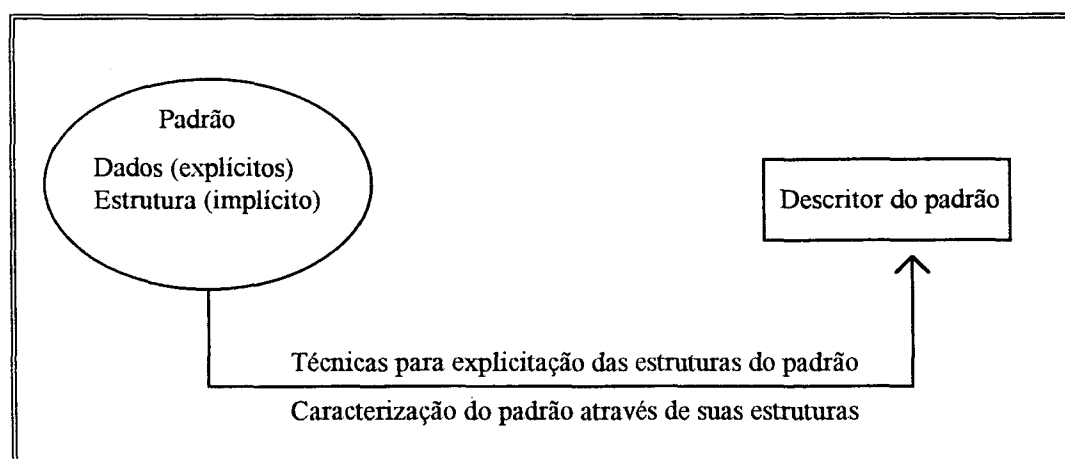 Padrão
Dados (explícitos)
Estrutura (implícito)
Descritor do padrão
Técnicas para explicitação das estruturas do padrão
Caracterização do padrão através de suas estruturas